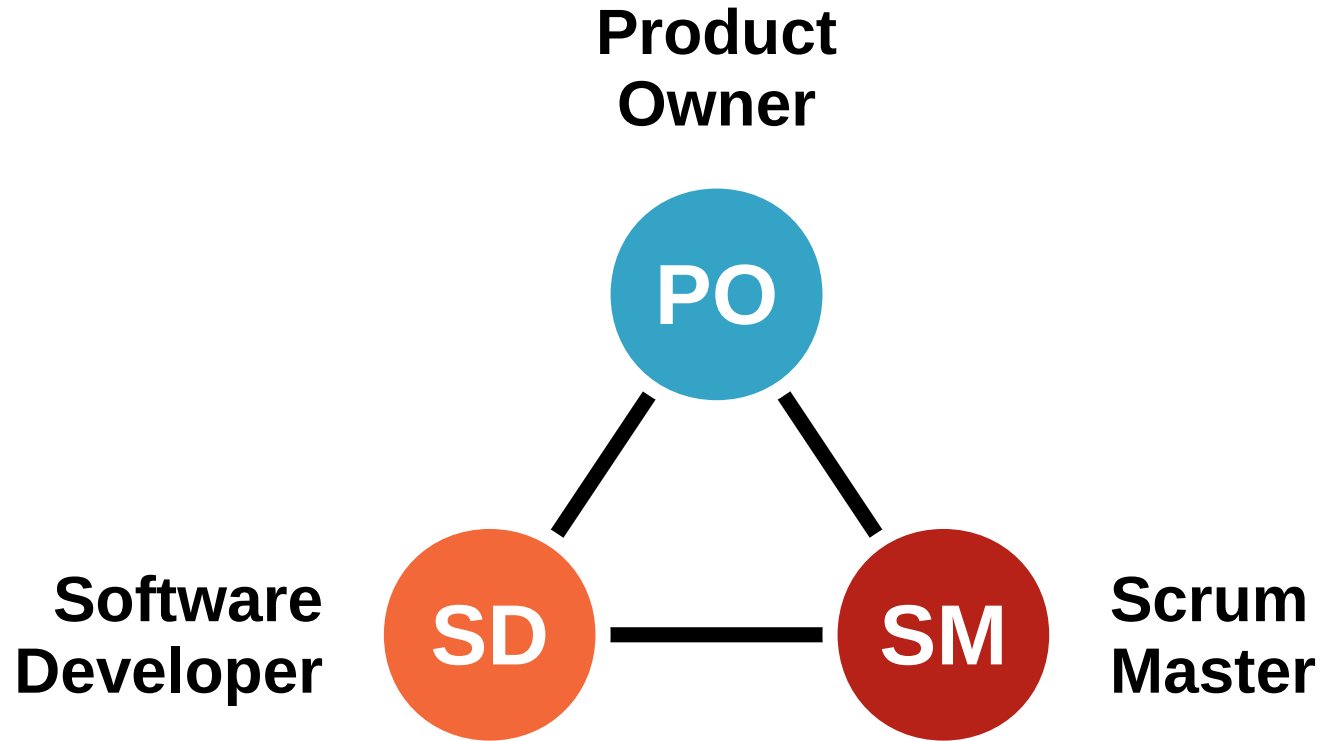 Product
Owner
PO
Software
Developer
SD
SM
Scrum
Master